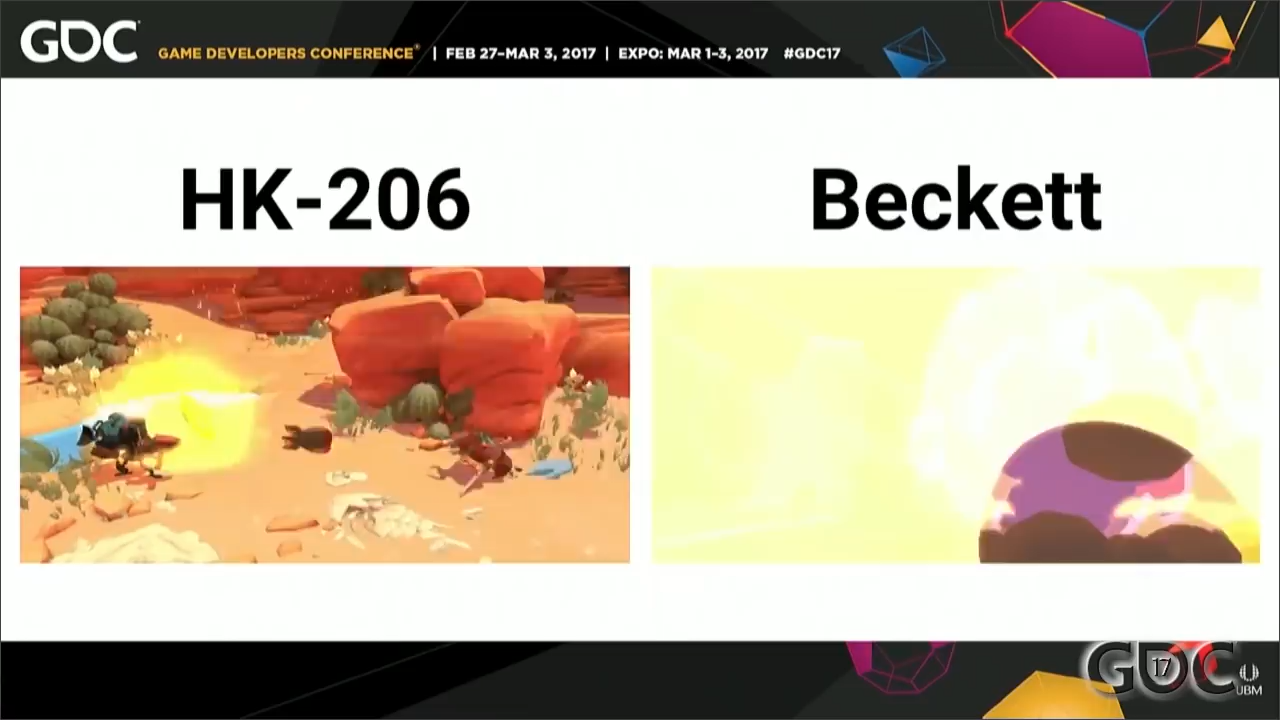 GDC GAME DEVELOPERS CONFERENCE® | FEB 27–MAR 3, 2017 | EXPO: MAR 1–3, 2017 #GDC17
HK-206 Beckett
GDC 17
UBM